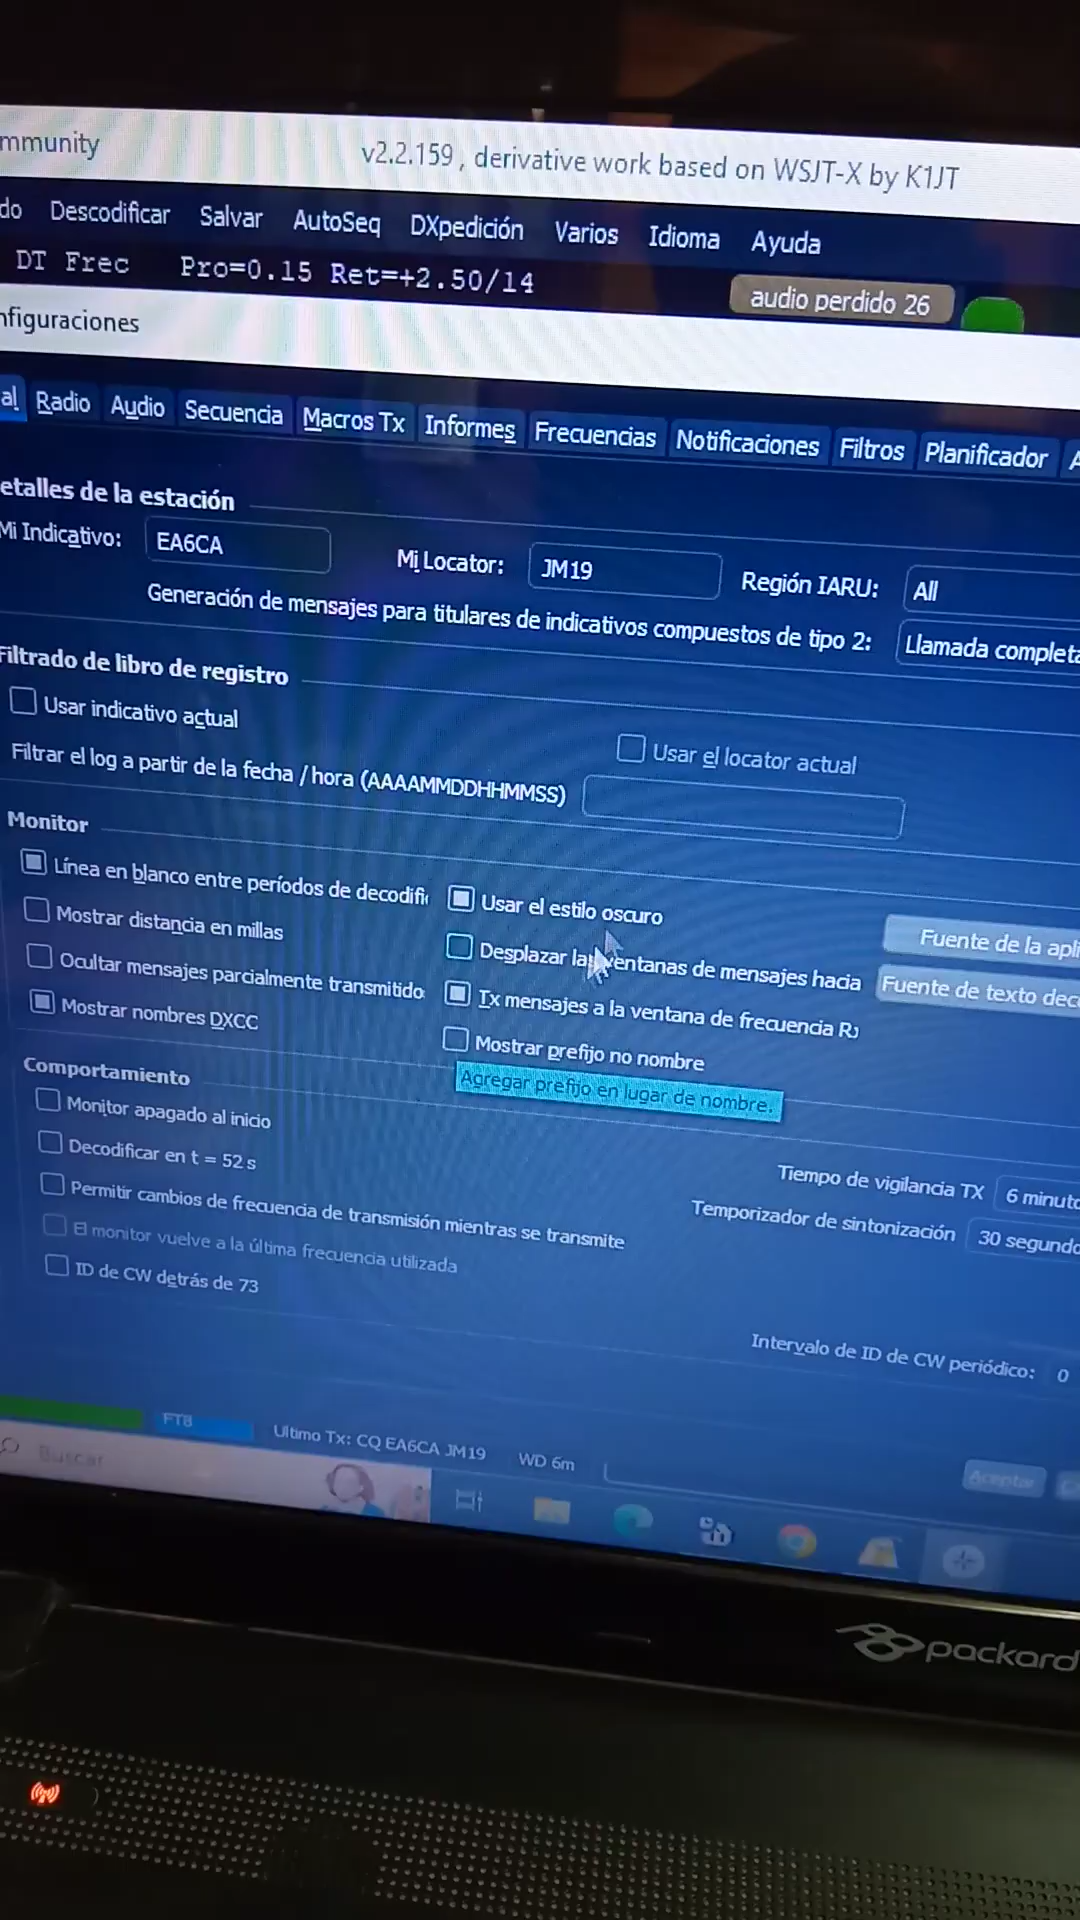 mmunity
v2.2.159 , derivative work based on WSJT-X by K1JT
do Descodificar Salvar AutoSeq DXpedición Varios Idioma Ayuda
DT Frec Pro=0.15 Ret=+2.50/14
audio perdido 26
nfiguraciones
al Radio Audio Secuencia Macros Tx Informes Frecuencias Notificaciones Filtros Planificador A
etalles de la estación
Mi Indicativo: EA6CA Mi Locator: JM19 Región IARU: All
Generación de mensajes para titulares de indicativos compuestos de tipo 2: Llamada completa
Filtrado de libro de registro
Usar indicativo actual
Usar el locator actual
Filtrar el log a partir de la fecha / hora (AAAAMMDDHHMMSS)
Monitor
Línea en blanco entre períodos de decodific
Usar el estilo oscuro
Fuente de la apli
Mostrar distancia en millas
Desplazar las ventanas de mensajes hacia
Fuente de texto deco
Ocultar mensajes parcialmente transmitido
Tx mensajes a la ventana de frecuencia RX
Mostrar nombres DXCC
Mostrar prefijo no nombre
Agregar prefijo en lugar de nombre.
Comportamiento
Monitor apagado al inicio
Decodificar en t = 52 s
Tiempo de vigilancia TX 6 minuto
Permitir cambios de frecuencia de transmisión mientras se transmite
Temporizador de sintonización 30 segundo
El monitor vuelve a la última frecuencia utilizada
ID de CW detrás de 73
Intervalo de ID de CW periódico: 0
FT8 Ultimo Tx: CQ EA6CA JM19 WD 6m
Aceptar
Buscar
packard